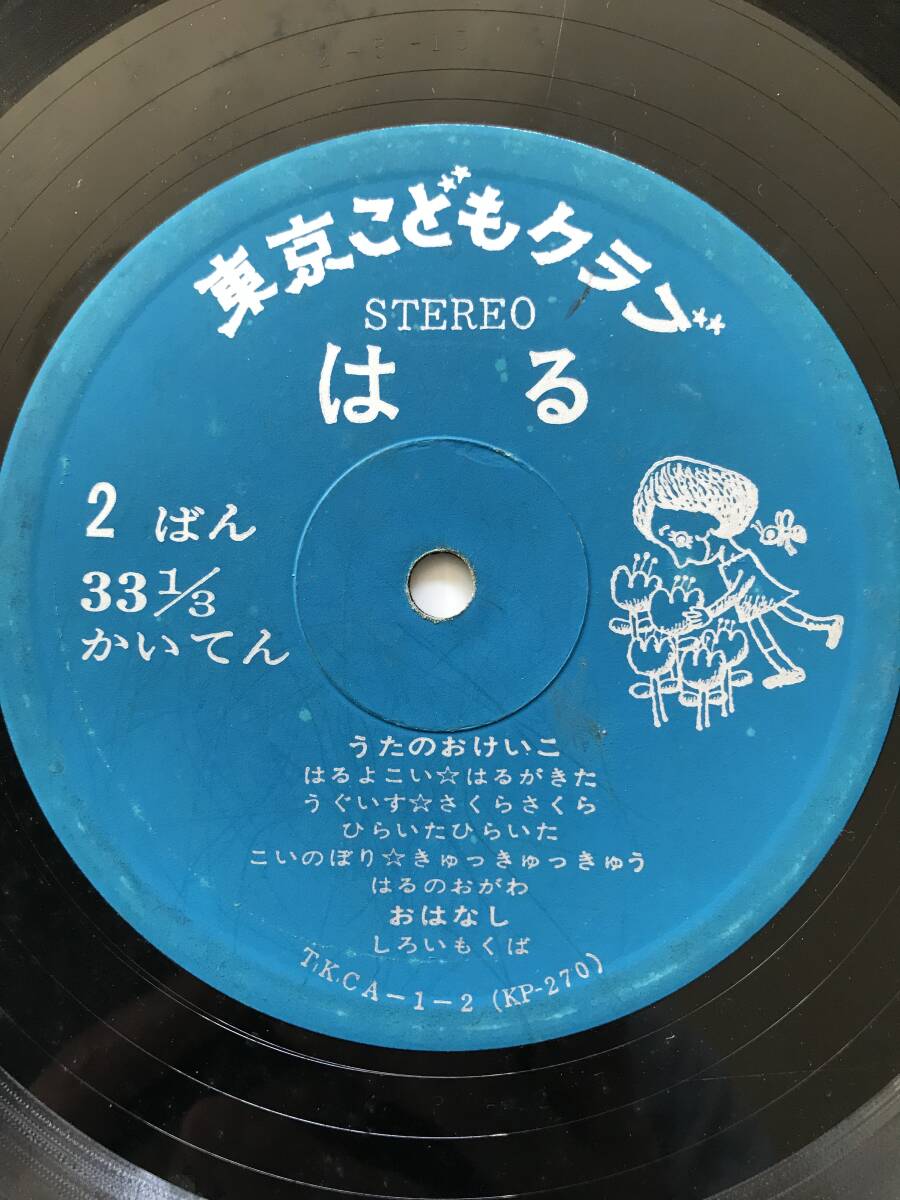 東京こどもクラブ
STEREO
はる
2 ばん
33 1/3
かいてん
うたのおけいこ
はるよこい☆はるがきた
うぐいす☆さくらさくら
ひらいたひらいた
こいのぼり☆きゅっきゅっきゅう
はるのおがわ
おはなし
しろいもくば
T.K.C A-1-2 (KP-270)